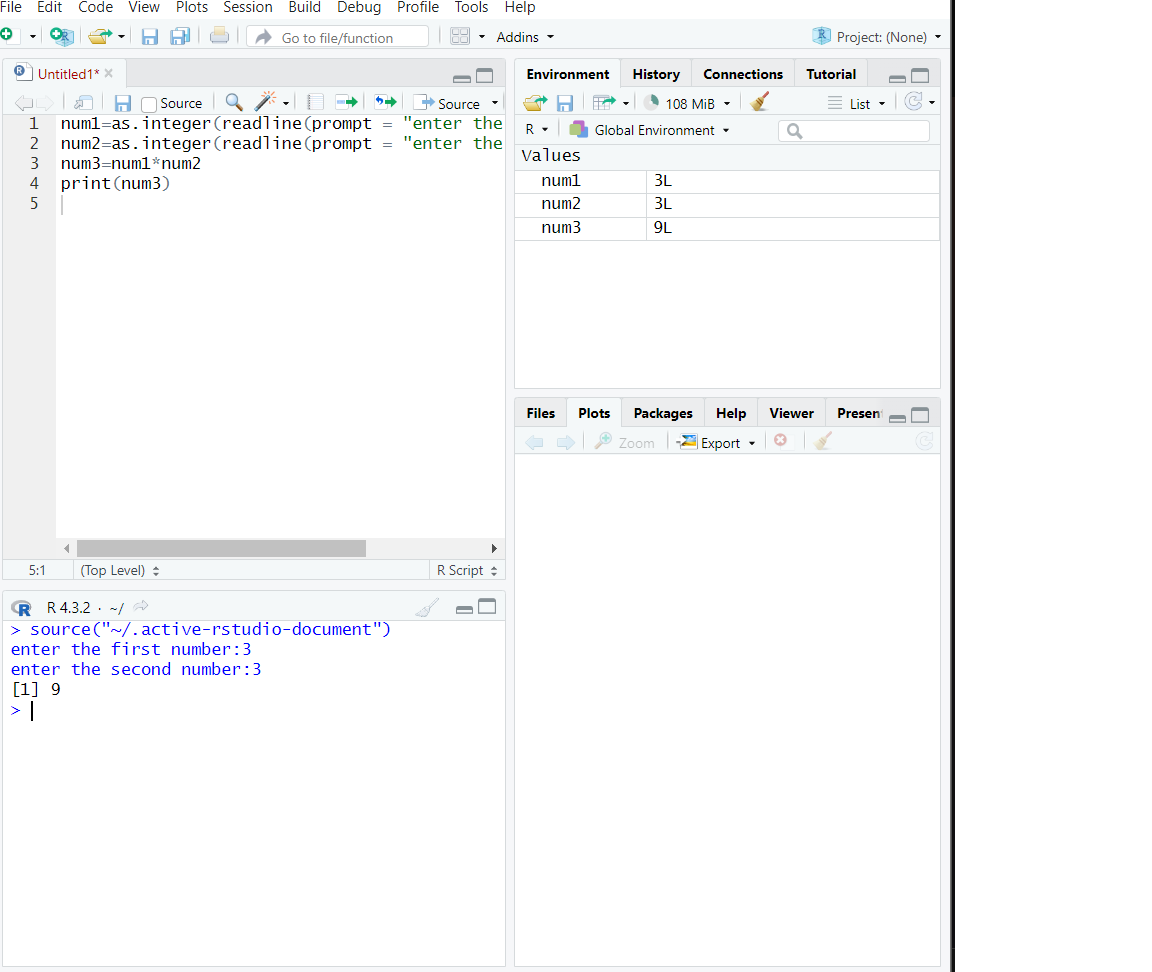 File Edit Code View Plots Session Build Debug Profile Tools Help
Go to file/function
Addins
Project: (None)
Untitled1*
Source
Source
1 num1=as.integer(readline(prompt = "enter the
2 num2=as.integer(readline(prompt = "enter the
3 num3=num1*num2
4 print(num3)
5
5:1 (Top Level) R Script
R 4.3.2 · ~/
> source("~/.active-rstudio-document")
enter the first number:3
enter the second number:3
[1] 9
>
Environment History Connections Tutorial
108 MiB List
R Global Environment
Values
num1 3L
num2 3L
num3 9L
Files Plots Packages Help Viewer Presen
Zoom Export